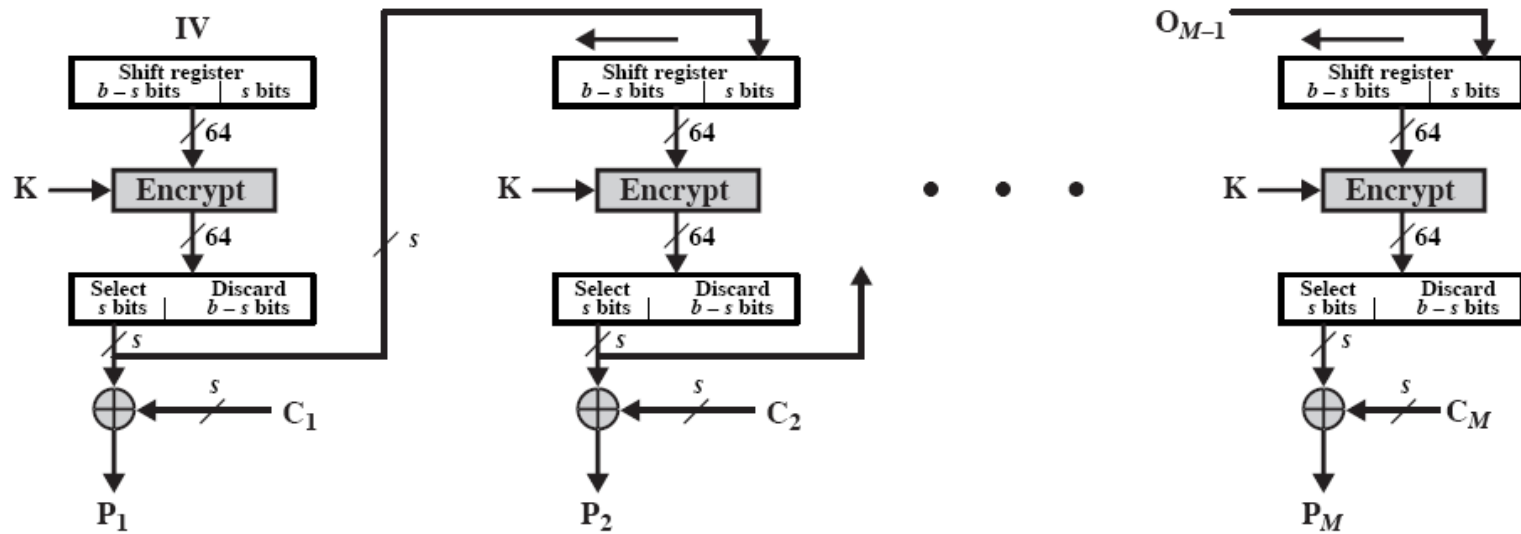 IV
O_{M–1}
Shift register
b – s bits | s bits
Shift register
b – s bits | s bits
Shift register
b – s bits | s bits
64
64
64
K
Encrypt
K
Encrypt
K
Encrypt
64
s
64
64
Select Discard
s bits | b – s bits
Select Discard
s bits | b – s bits
Select Discard
s bits | b – s bits
s
s
s
s
C₁
s
C₂
s
C_M
P₁
P₂
P_M